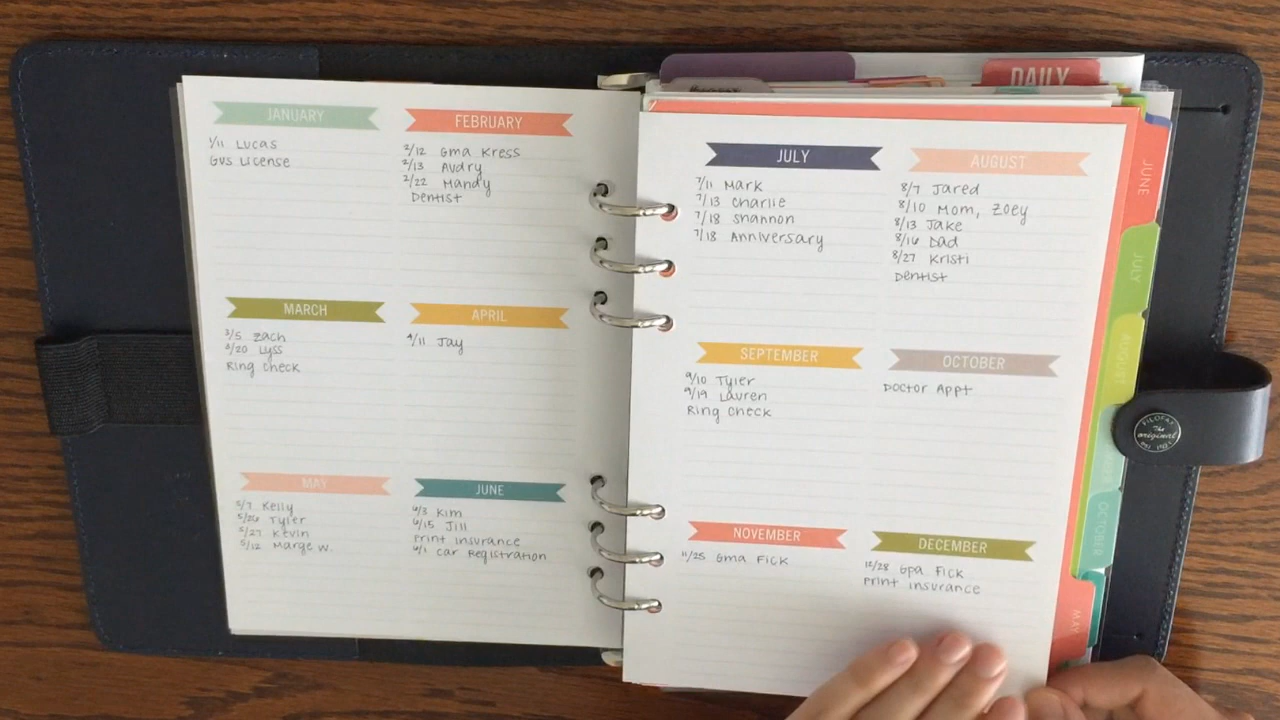 DAILY
JANUARY
1/11 Lucas
GVS License
FEBRUARY
2/12 Gma Kress
2/13 Audry
2/22 Mandy
Dentist
MARCH
3/5 Zach
3/20 Lyss
Ring check
APRIL
4/11 Jay
MAY
5/7 Kelly
5/26 Tyler
5/27 Kevin
5/12 Marge W.
JUNE
6/3 Kim
6/15 Jill
Print insurance
6/1 Car Registration
JULY
7/11 Mark
7/13 Charlie
7/18 Shannon
7/18 Anniversary
AUGUST
8/7 Jared
8/10 Mom, Zoey
8/13 Jake
8/16 Dad
8/27 Kristi
Dentist
SEPTEMBER
9/10 Tyler
9/19 Lauren
Ring Check
OCTOBER
Doctor Appt
NOVEMBER
11/25 Gma Fick
DECEMBER
12/28 Gpa Fick
Print insurance
JUNE
JULY
AUGUST
OCTOBER
MAY
FILOFAX
The
original